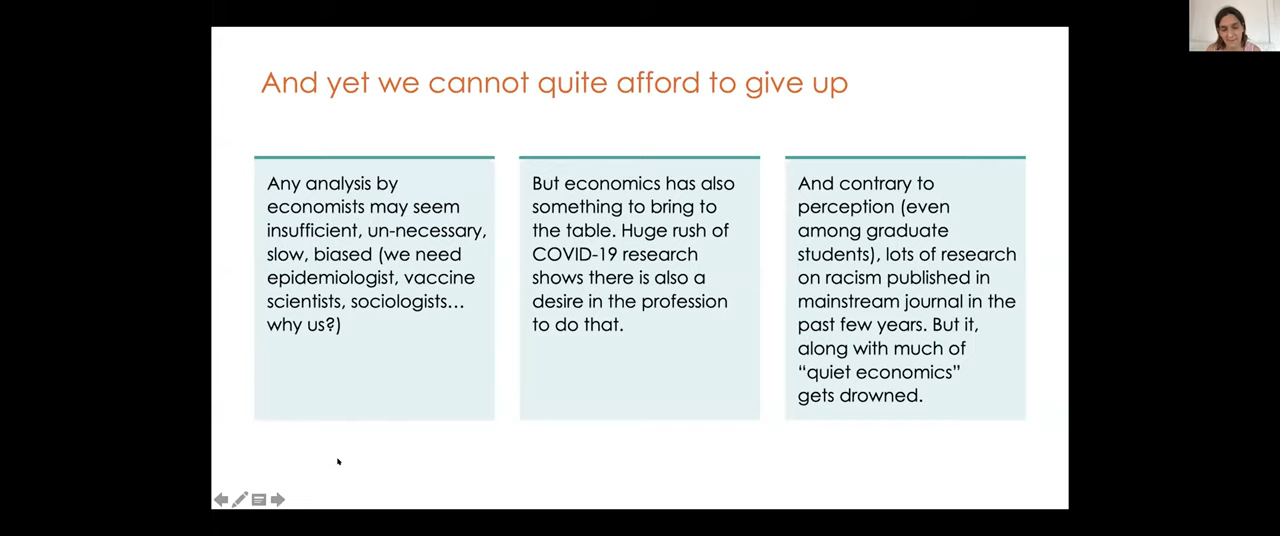 And yet we cannot quite afford to give up
Any analysis by
economists may seem
insufficient, un-necessary,
slow, biased (we need
epidemiologist, vaccine
scientists, sociologists…
why us?)
But economics has also
something to bring to
the table. Huge rush of
COVID-19 research
shows there is also a
desire in the profession
to do that.
And contrary to
perception (even
among graduate
students), lots of research
on racism published in
mainstream journal in the
past few years. But it,
along with much of
“quiet economics”
gets drowned.